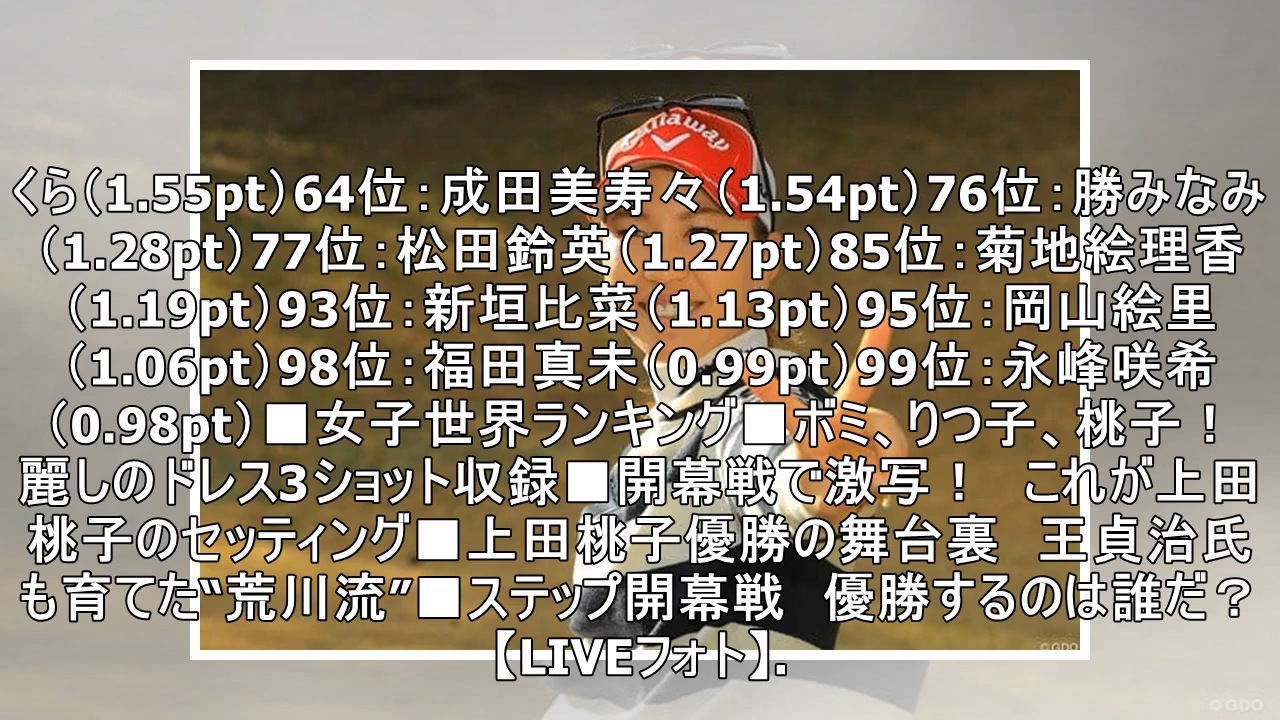 Callaway
くら（1.55pt）64位：成田美寿々（1.54pt）76位：勝みなみ
（1.28pt）77位：松田鈴英（1.27pt）85位：菊地絵理香
（1.19pt）93位：新垣比菜（1.13pt）95位：岡山絵里
（1.06pt）98位：福田真未（0.99pt）99位：永峰咲希
（0.98pt）■女子世界ランキング■ボミ、りつ子、桃子！
麗しのドレス3ショット収録■開幕戦で激写！　これが上田
桃子のセッティング■上田桃子優勝の舞台裏　王貞治氏
も育てた“荒川流”■ステップ開幕戦　優勝するのは誰だ？
【LIVEフォト】.
© GDO
© GDO